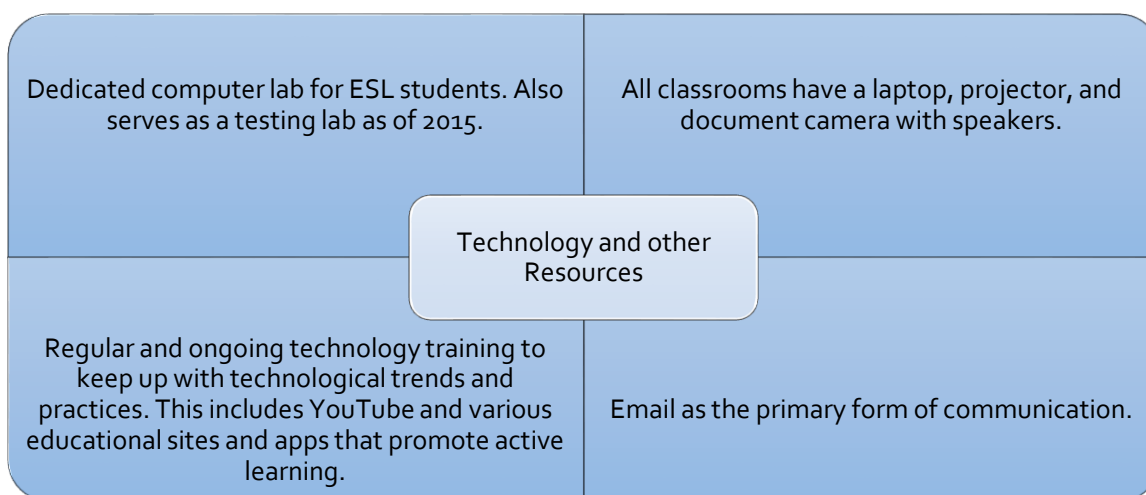 Dedicated computer lab for ESL students. Also
serves as a testing lab as of 2015.
All classrooms have a laptop, projector, and
document camera with speakers.
Technology and other
Resources
Regular and ongoing technology training to
keep up with technological trends and
practices. This includes YouTube and various
educational sites and apps that promote active
learning.
Email as the primary form of communication.